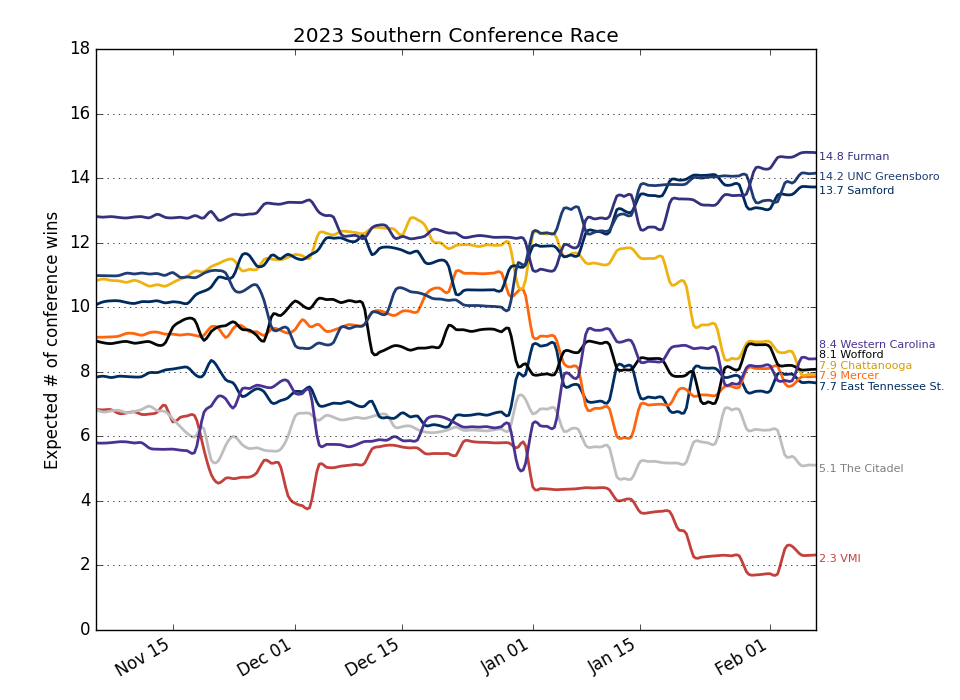 2023 Southern Conference Race
Expected # of conference wins
18
16
14
12
10
8
6
4
2
0
Nov 15
Dec 01
Dec 15
Jan 01
Jan 15
Feb 01
14.8 Furman
14.2 UNC Greensboro
13.7 Samford
8.4 Western Carolina
8.1 Wofford
7.9 Chattanooga
7.9 Mercer
7.7 East Tennessee St.
5.1 The Citadel
2.3 VMI